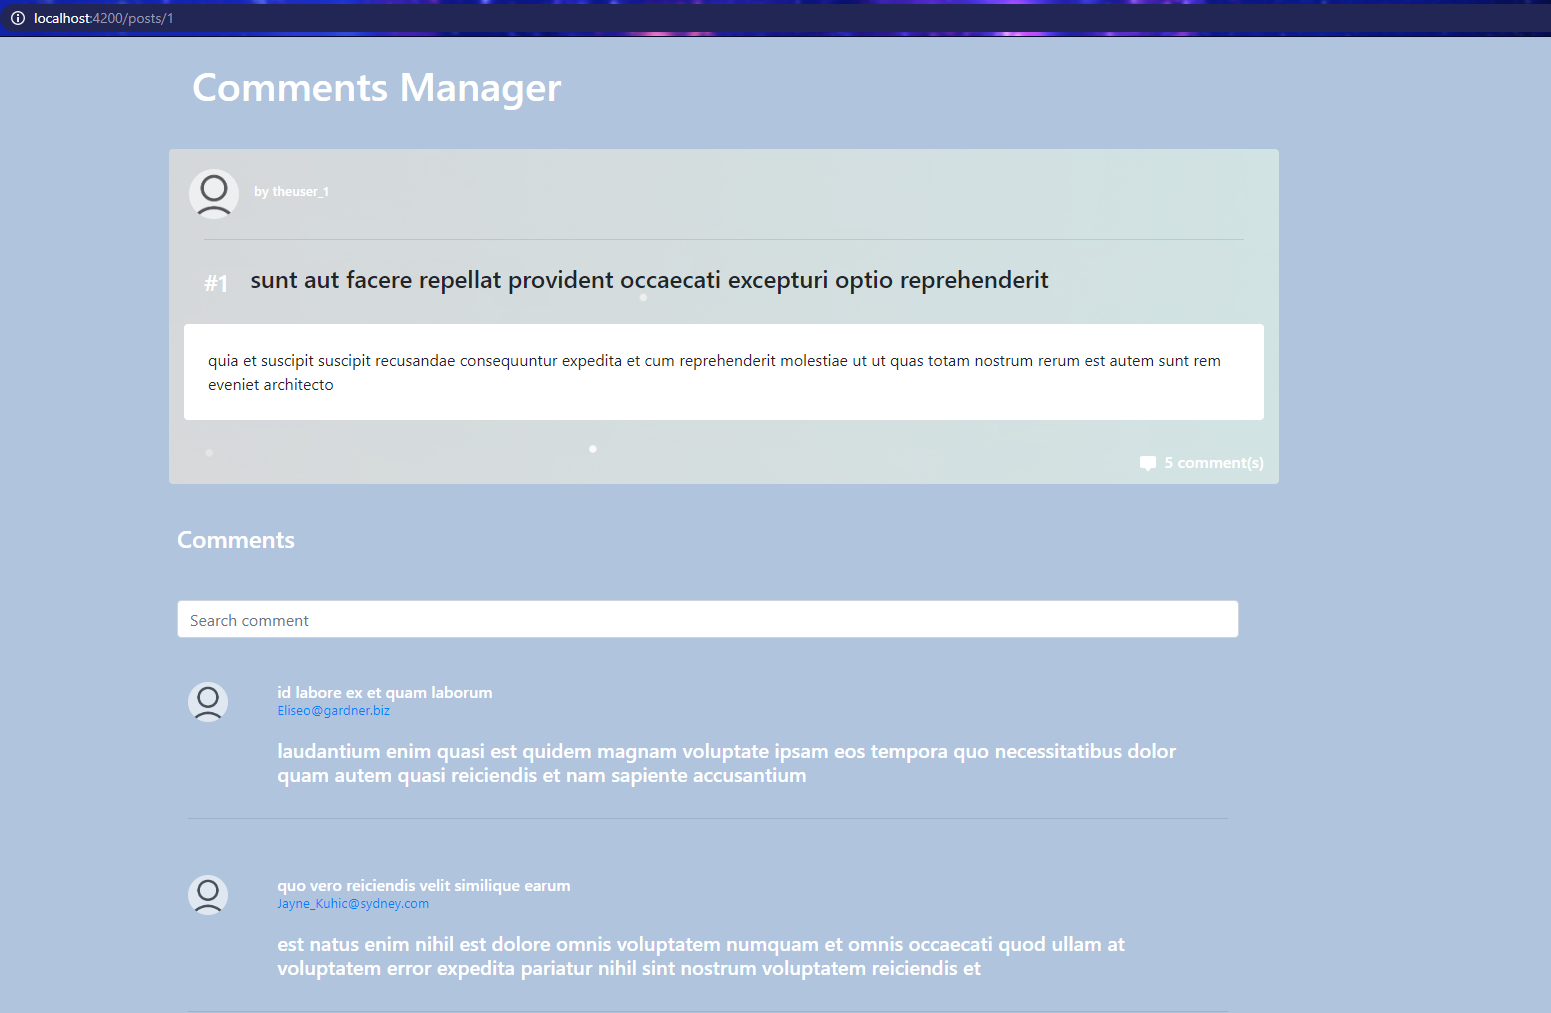 localhost:4200/posts/1
Comments Manager
by theuser_1
#1 sunt aut facere repellat provident occaecati excepturi optio reprehenderit
quia et suscipit suscipit recusandae consequuntur expedita et cum reprehenderit molestiae ut ut quas totam nostrum rerum est autem sunt rem
eveniet architecto
5 comment(s)
Comments
Search comment
id labore ex et quam laborum
Eliseo@gardner.biz
laudantium enim quasi est quidem magnam voluptate ipsam eos tempora quo necessitatibus dolor
quam autem quasi reiciendis et nam sapiente accusantium
quo vero reiciendis velit similique earum
Jayne_Kuhic@sydney.com
est natus enim nihil est dolore omnis voluptatem numquam et omnis occaecati quod ullam at
voluptatem error expedita pariatur nihil sint nostrum voluptatem reiciendis et